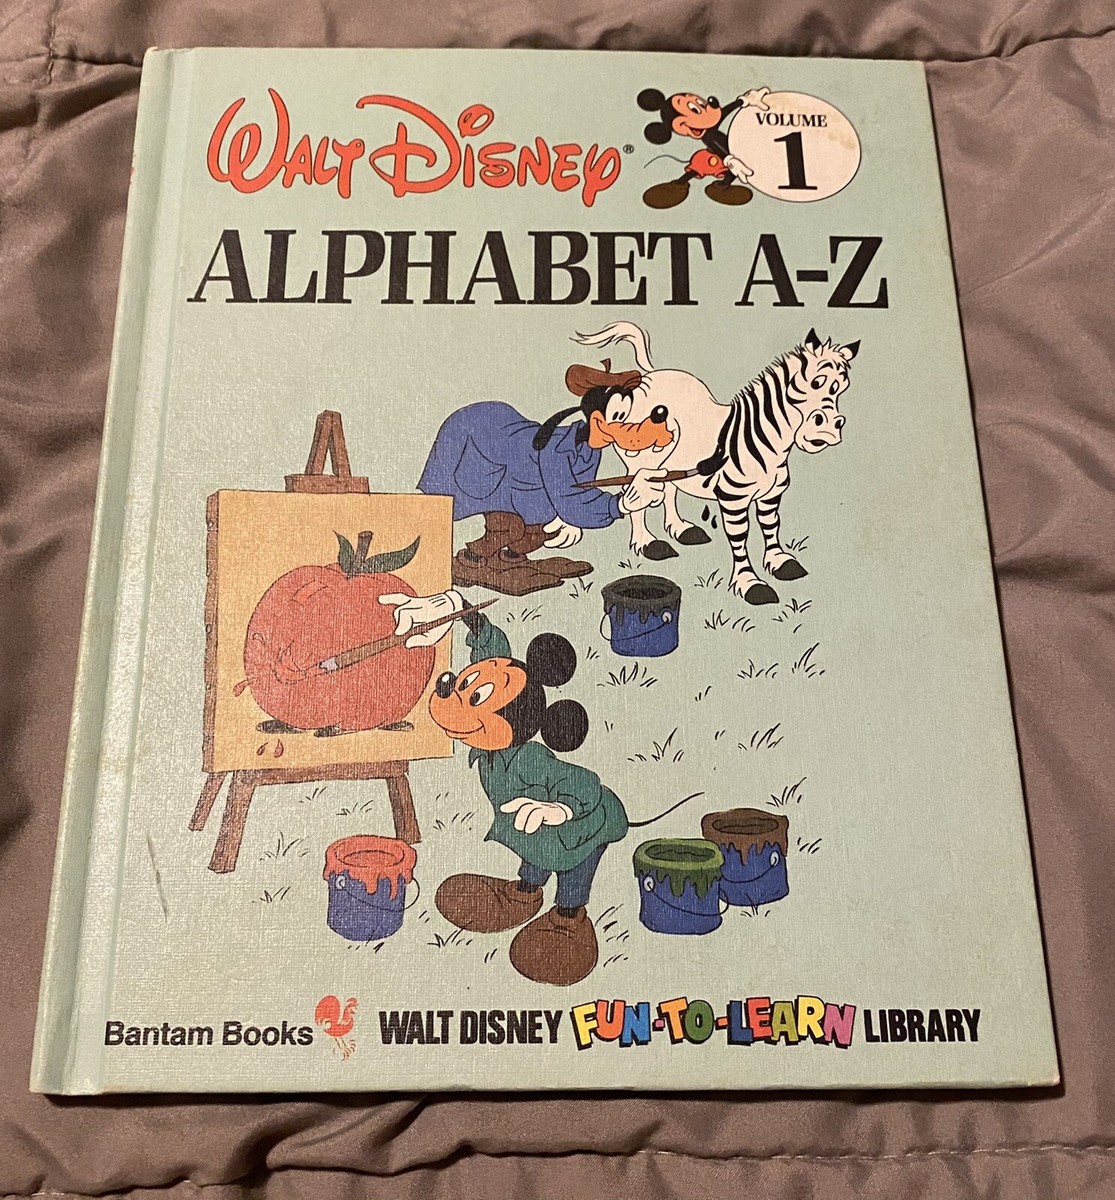 WALT DISNEY®
VOLUME
1
ALPHABET A-Z
Bantam Books
WALT DISNEY FUN-TO-LEARN LIBRARY